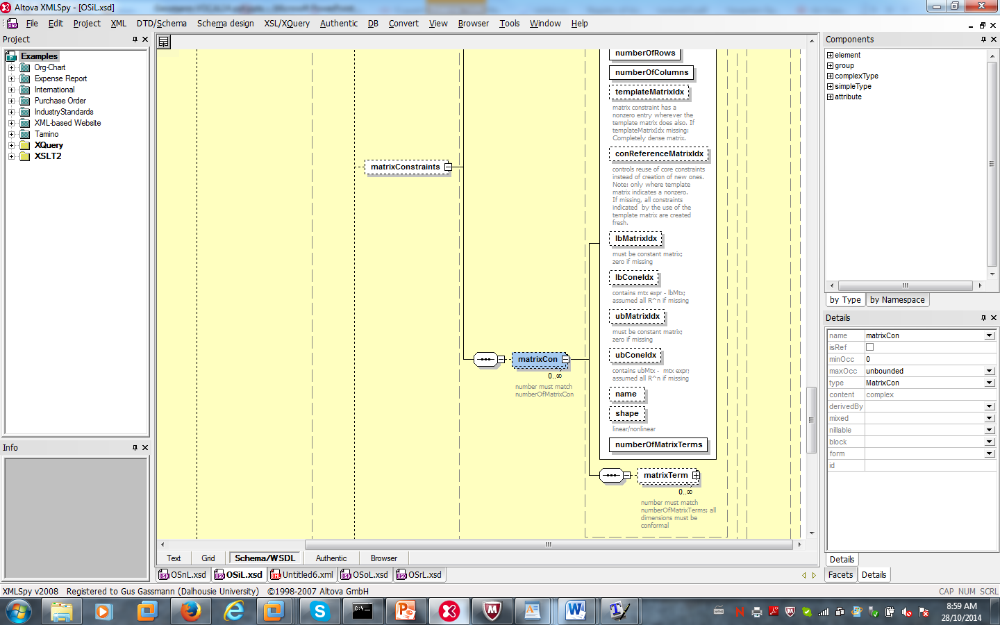 Altova XMLSpy - [OSiL.xsd]
File Edit Project XML DTD/Schema Schema design XSL/XQuery Authentic DB Convert View Browser Tools Window Help
Project
Examples
Org-Chart
Expense Report
International
Purchase Order
IndustryStandards
XML-based Website
Tamino
XQuery
XSLT2
Info
matrixConstraints
matrixCon
0..∞
number must match
numberOfMatrixCon
numberOfRows
numberOfColumns
templateMatrixIdx
matrix constraint has a
nonzero entry wherever the
template matrix does also. If
templateMatrixIdx missing:
Completely dense matrix.
conReferenceMatrixIdx
controls reuse of core constraints
instead of creation of new ones.
Note: only where template
matrix indicates a nonzero.
If missing, all constraints
indicated by the use of the
template matrix are created
fresh.
lbMatrixIdx
must be constant matrix;
zero if missing
lbConeIdx
contains mtx expr - lbMtx;
assumed all R^n if missing
ubMatrixIdx
must be constant matrix;
zero if missing
ubConeIdx
contains ubMtx - mtx expr;
assumed all R^n if missing
name
shape
linear/nonlinear
numberOfMatrixTerms
matrixTerm
0..∞
number must match
numberOfMatrixTerms; all
dimensions must be
conformal
Text Grid Schema/WSDL Authentic Browser
OSnL.xsd OSiL.xsd Untitled6.xml OSoL.xsd OSrL.xsd
Components
element
group
complexType
simpleType
attribute
by Type by Namespace
Details
name matrixCon
isRef
minOcc 0
maxOcc unbounded
type MatrixCon
content complex
derivedBy
mixed
nillable
block
form
id
Details
Facets Details
XMLSpy v2008 Registered to Gus Gassmann (Dalhousie University) ©1998-2007 Altova GmbH
CAP NUM SCRL
8:59 AM
28/10/2014